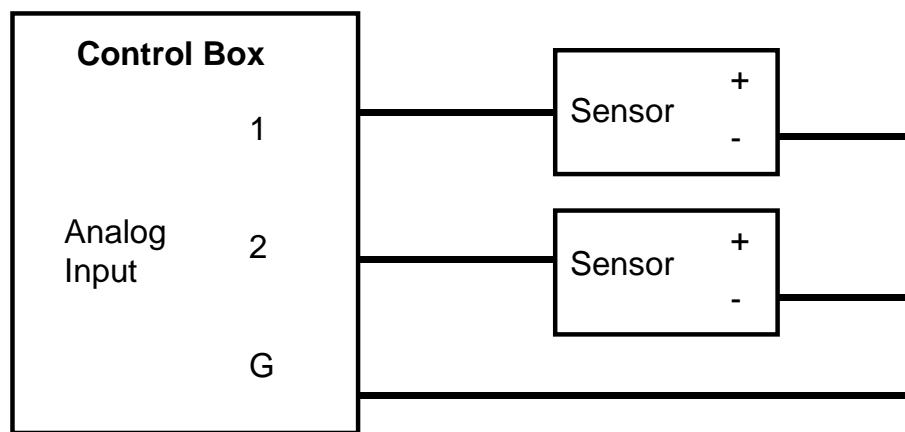 Control Box
1
Analog
Input
2
G
Sensor
+
-
Sensor
+
-